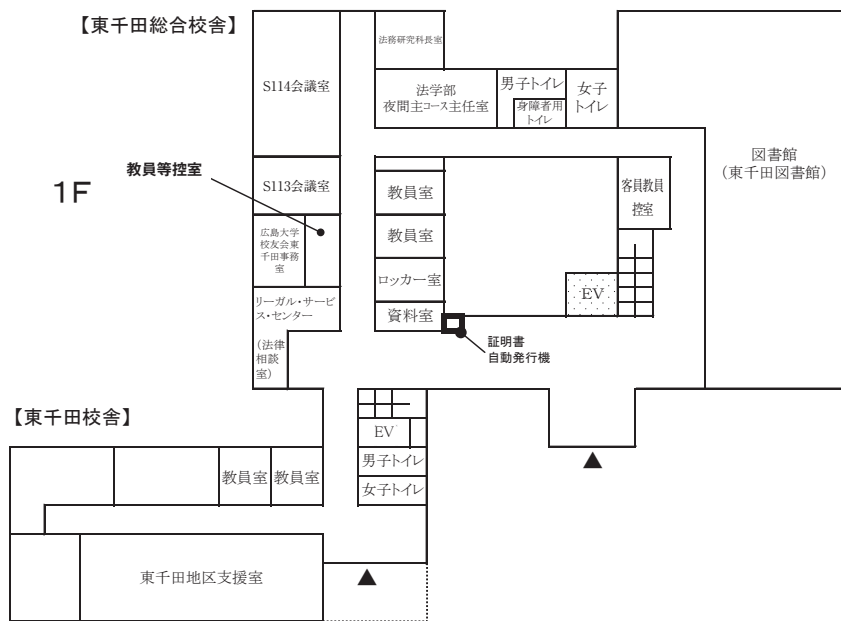 【東千田総合校舎】
法務研究科長室
S114会議室
法学部
夜間主コース主任室
男子トイレ
身障者用
トイレ
女子
トイレ
図書館
(東千田図書館)
1F
教員等控室
S113会議室
教員室
客員教員
控室
広島大学
校友会東
千田事務
室
教員室
ロッカー室
EV
リーガル・サービ
ス・センター
資料室
(法律
相談
室)
証明書
自動発行機
【東千田校舎】
EV
教員室
教員室
男子トイレ
女子トイレ
東千田地区支援室